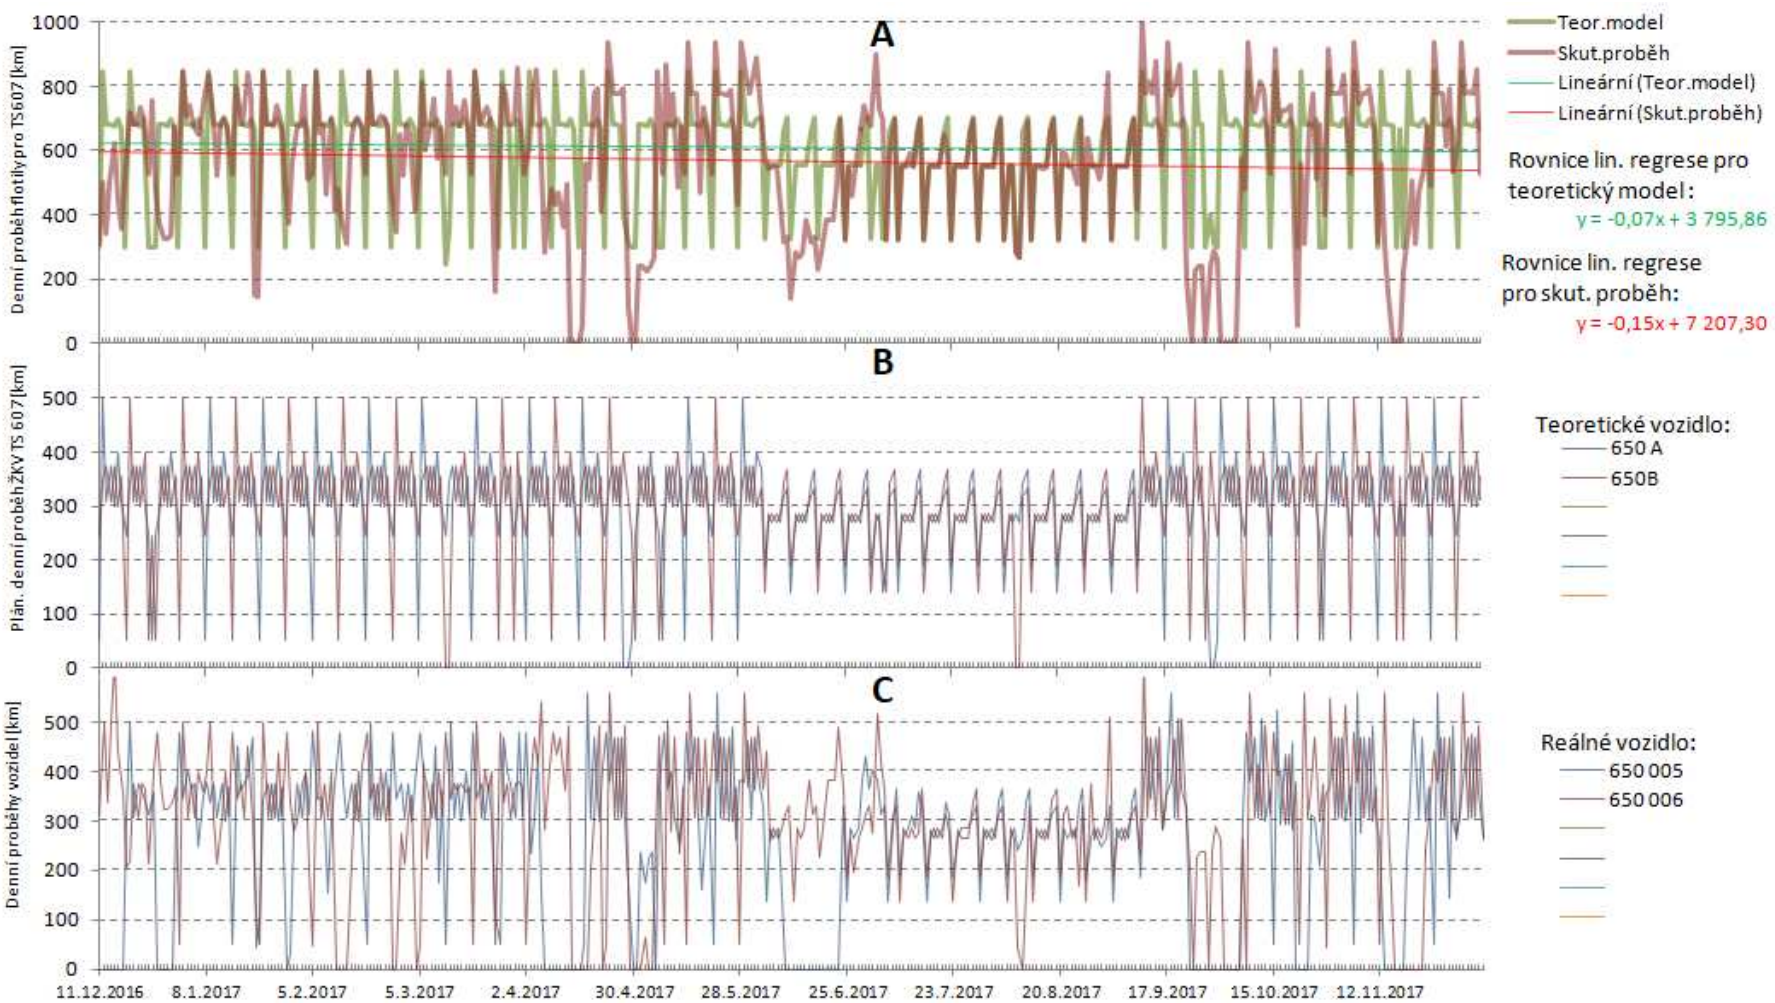 A
1000
800
600
400
200
0
Denní proběh flotily pro TS607 [km]
Teor.model
Skut.proběh
Lineární (Teor.model)
Lineární (Skut.proběh)
Rovnice lin. regrese pro
teoretický model:
y = -0,07x + 3 795,86
Rovnice lin. regrese
pro skut. proběh:
y = -0,15x + 7 207,30
B
500
400
300
200
100
0
Plán. denní proběh ŽKV TS 607 [km]
Teoretické vozidlo:
650 A
650B
C
500
400
300
200
100
0
Denní proběhy vozidel [km]
Reálné vozidlo:
650 005
650 006
11.12.2016 8.1.2017 5.2.2017 5.3.2017 2.4.2017 30.4.2017 28.5.2017 25.6.2017 23.7.2017 20.8.2017 17.9.2017 15.10.2017 12.11.2017